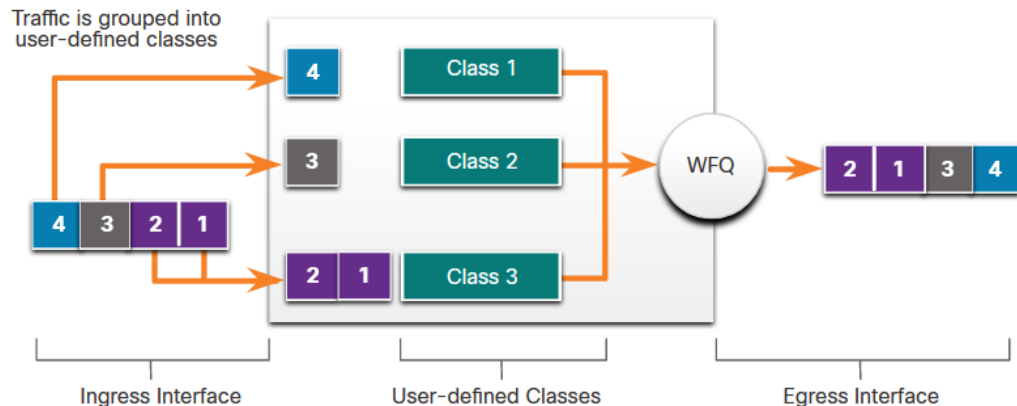 Traffic is grouped into
user-defined classes
4
Class 1
3
Class 2
WFQ
2 1 3 4
4 3 2 1
2 1
Class 3
Ingress Interface
User-defined Classes
Egress Interface